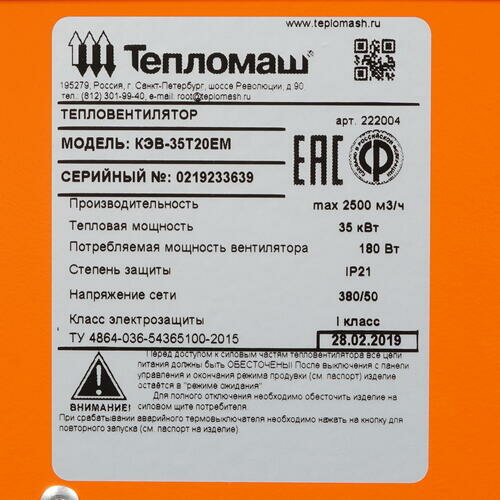 www.teplomash.ru
Тепломаш
195279, Россия, г. Санкт-Петербург, шоссе Революции, д.90
тел.: (812) 301-99-40, e-mail: root@teplomash.ru
ТЕПЛОВЕНТИЛЯТОР арт. 222004
МОДЕЛЬ: КЭВ-35Т20ЕМ
СЕРИЙНЫЙ №: 0219233639
ЕАС
СДЕЛАНО В РОССИЙСКОЙ ФЕДЕРАЦИИ
Производительность max 2500 м3/ч
Тепловая мощность 35 кВт
Потребляемая мощность вентилятора 180 Вт
Степень защиты IP21
Напряжение сети 380/50
Класс электрозащиты I класс
ТУ 4864-036-54365100-2015 28.02.2019
Перед доступом к силовым частям тепловентилятора все цепи
питания должны быть ОБЕСТОЧЕНЫ! После выключения с панели
управления и окончания режима продувки (см. паспорт) изделие
остаётся в "режиме ожидания"
Для полного отключения необходимо обесточить изделие на
силовом щите потребителя
ВНИМАНИЕ!
При срабатывании аварийного термовыключателя необходимо нажать на кнопку для
повторного запуска (см. паспорт на изделие)